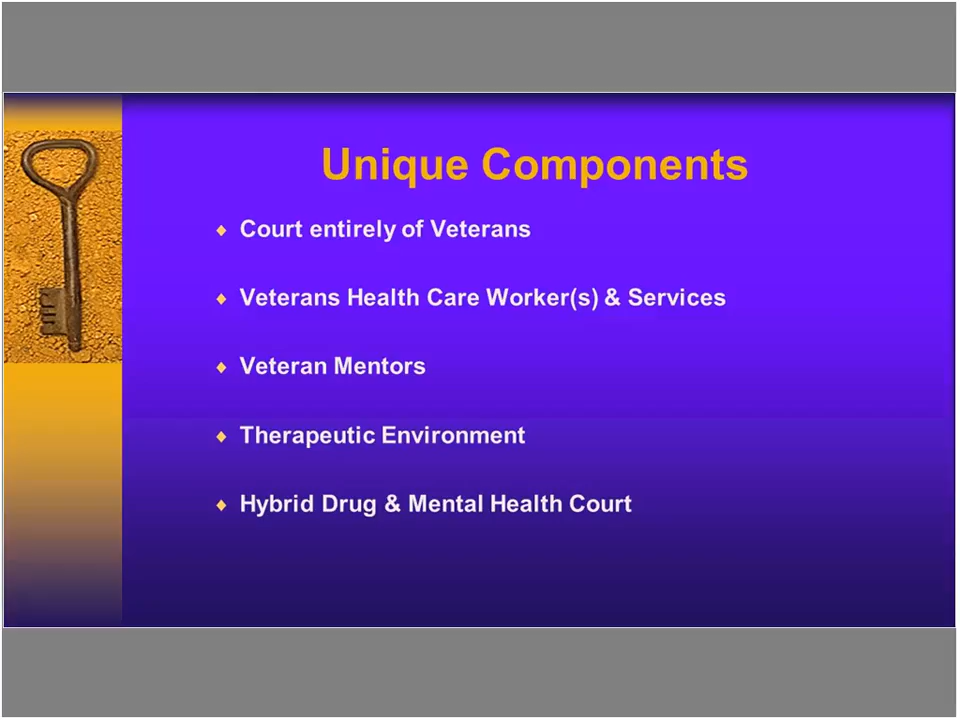 Unique Components
Court entirely of Veterans
Veterans Health Care Worker(s) & Services
Veteran Mentors
Therapeutic Environment
Hybrid Drug & Mental Health Court